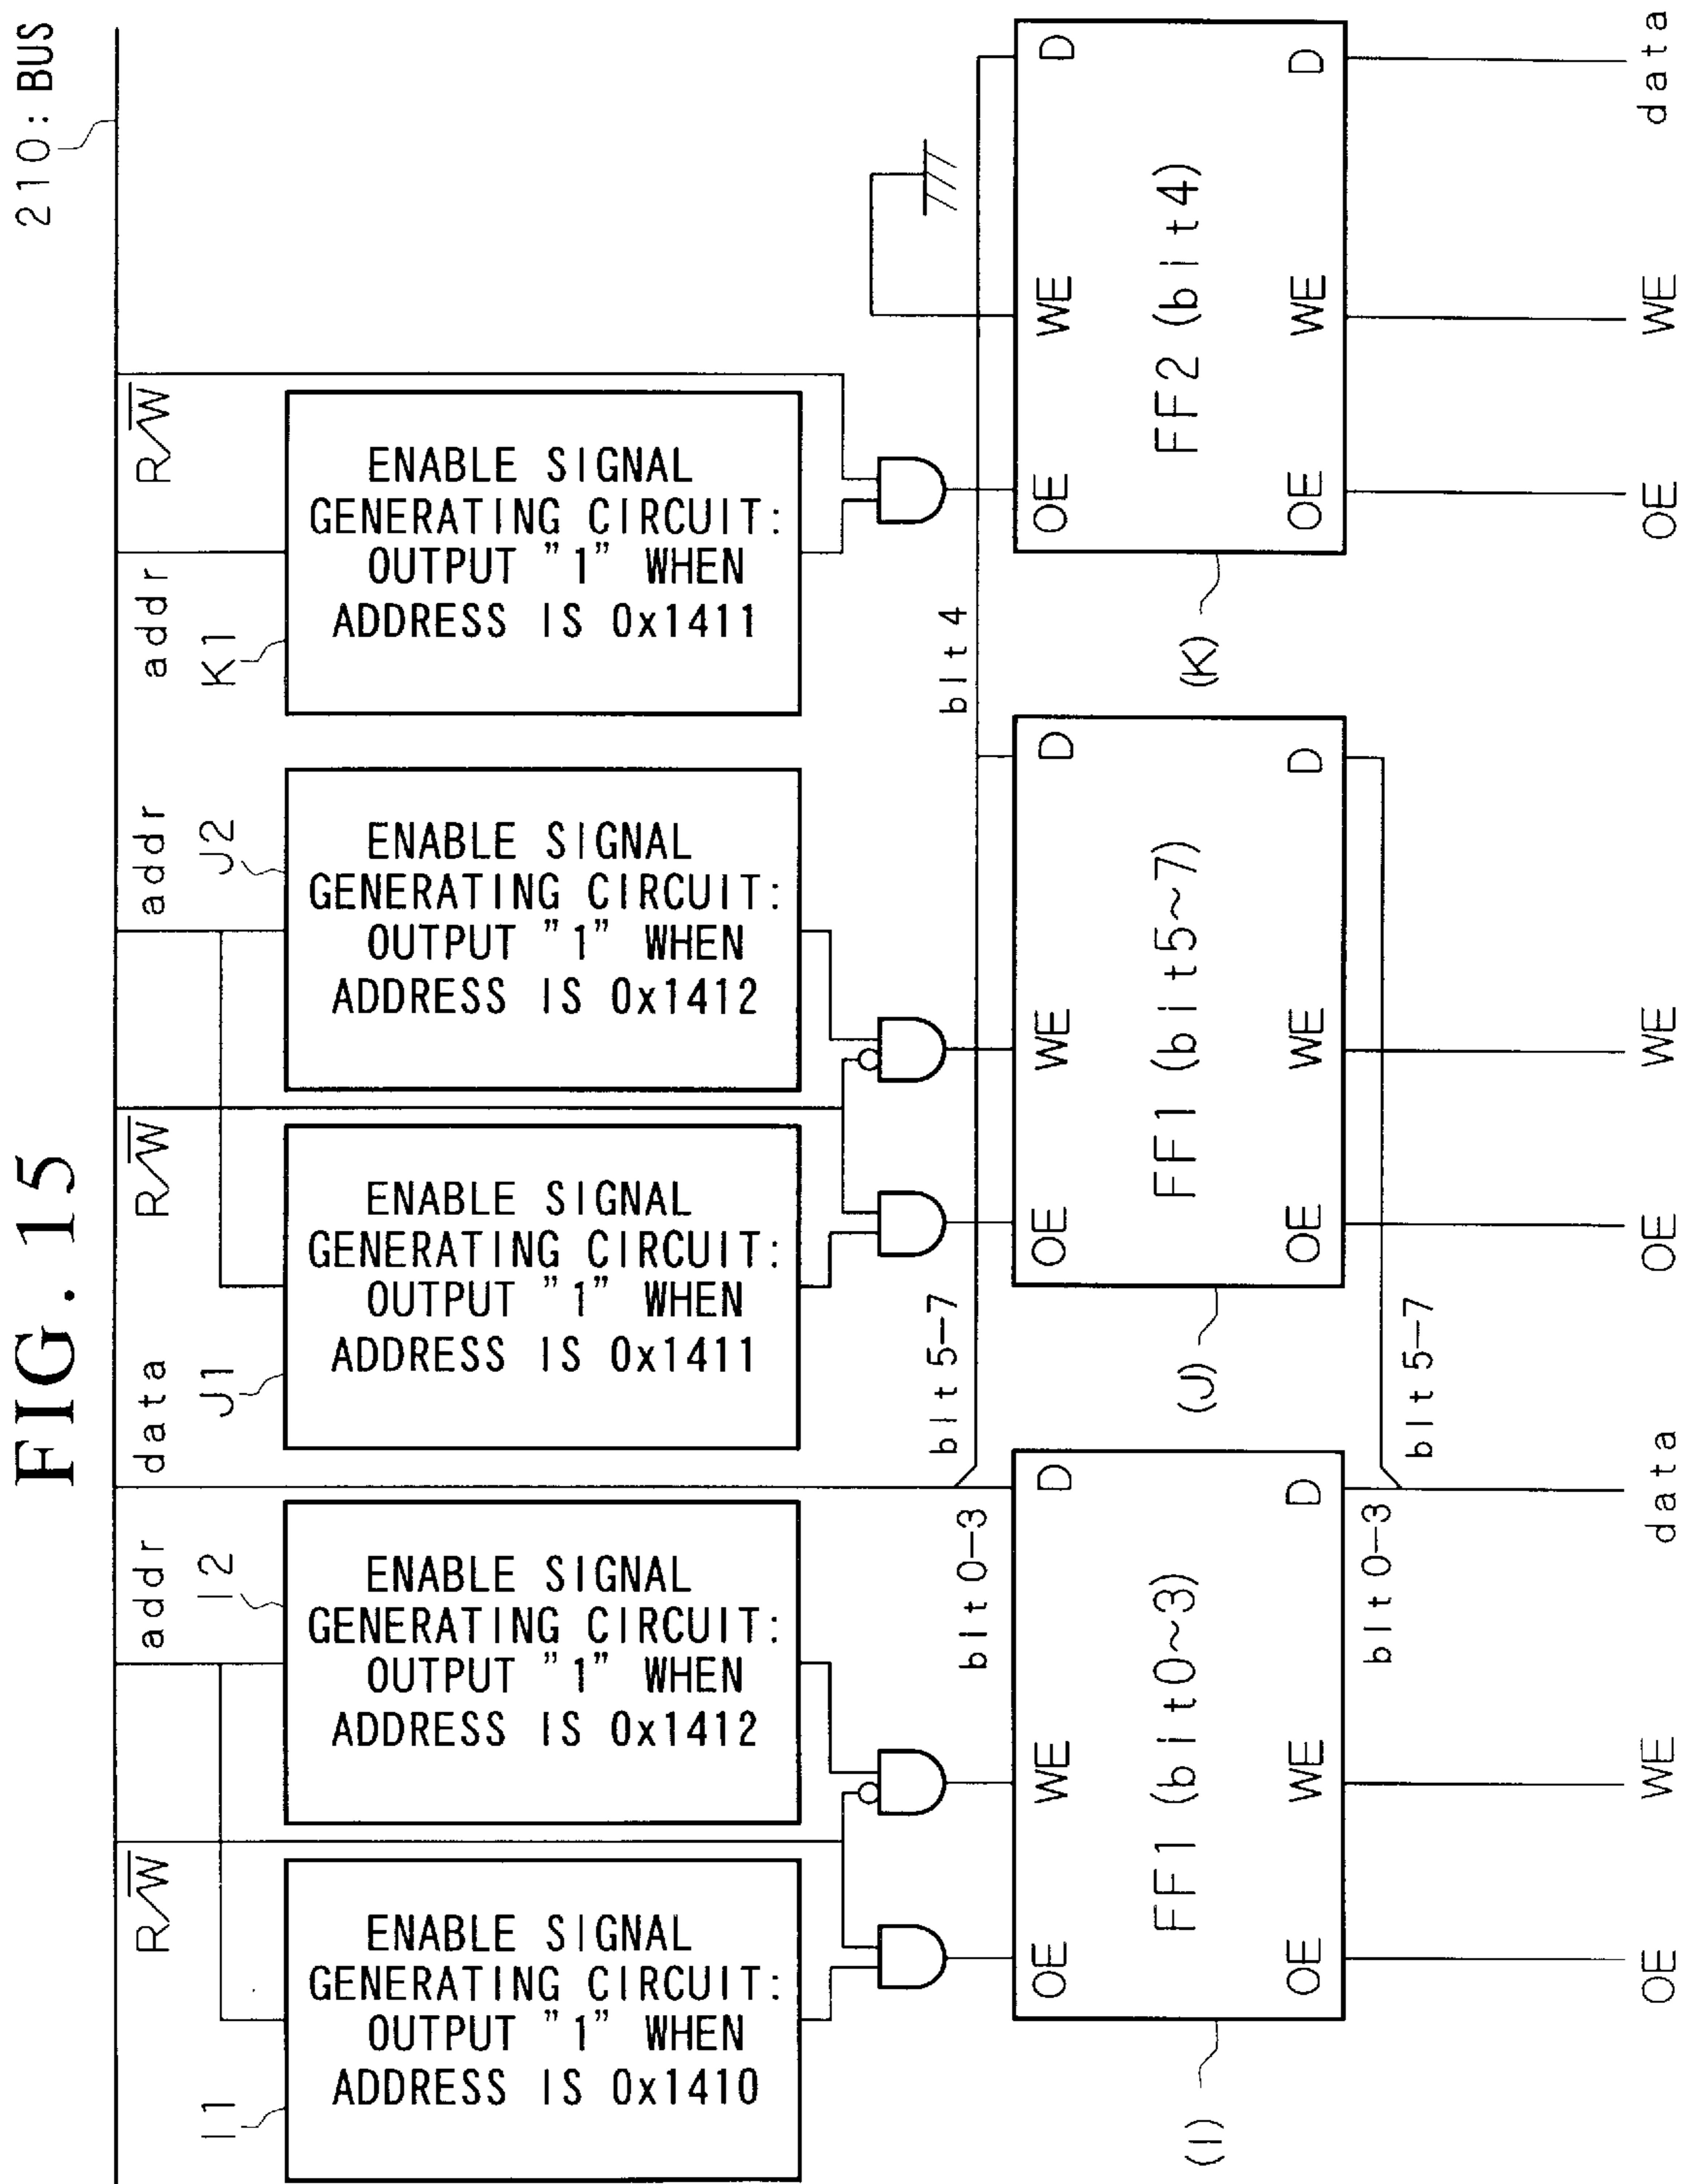 FIG. 15
210: BUS
R/W
addr
data
R/W
addr
addr
R/W
I1
I2
J1
J2
K1
ENABLE SIGNAL
GENERATING CIRCUIT:
OUTPUT "1" WHEN
ADDRESS IS 0x1410
ENABLE SIGNAL
GENERATING CIRCUIT:
OUTPUT "1" WHEN
ADDRESS IS 0x1412
ENABLE SIGNAL
GENERATING CIRCUIT:
OUTPUT "1" WHEN
ADDRESS IS 0x1411
ENABLE SIGNAL
GENERATING CIRCUIT:
OUTPUT "1" WHEN
ADDRESS IS 0x1412
ENABLE SIGNAL
GENERATING CIRCUIT:
OUTPUT "1" WHEN
ADDRESS IS 0x1411
bit0-3
bit5-7
bit4
OE WE D
FF1 (bit0~3)
OE WE D
(I)
OE WE D
FF1 (bit5~7)
OE WE D
(J)
OE WE D
FF2 (bit4)
OE WE D
(K)
bit0-3
bit5-7
OE WE data OE WE OE WE data